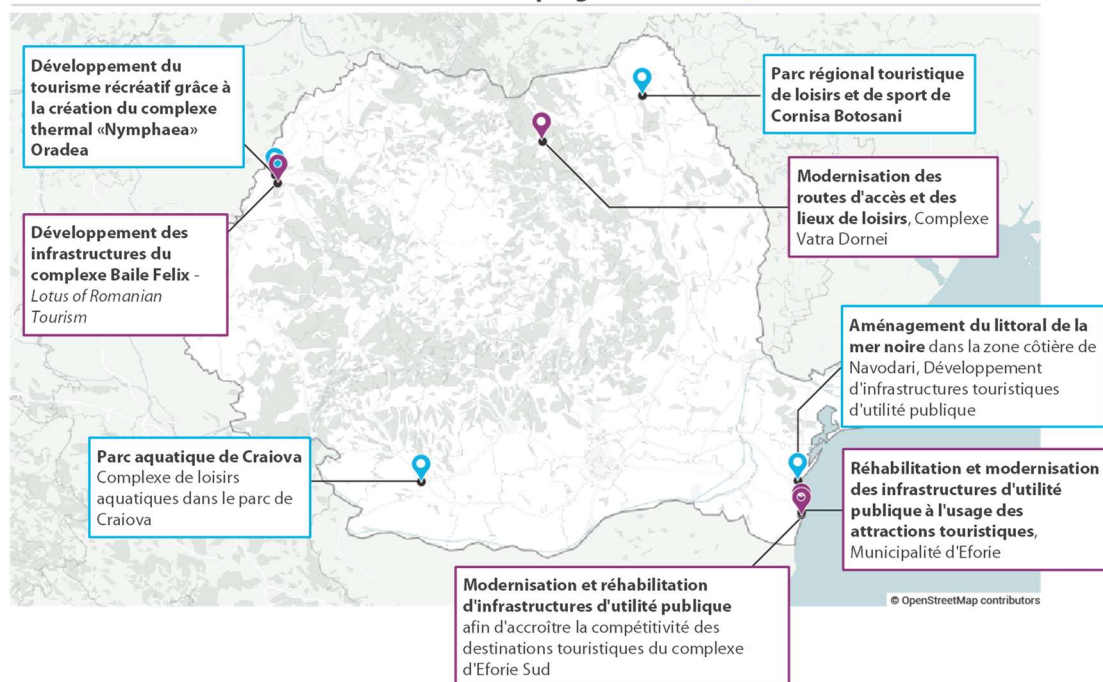 Développement du
tourisme récréatif grâce à
la création du complexe
thermal «Nymphaea»
Oradea
Développement des
infrastructures du
complexe Baile Felix -
Lotus of Romanian
Tourism
Parc régional touristique
de loisirs et de sport de
Cornisa Botosani
Modernisation des
routes d'accès et des
lieux de loisirs, Complexe
Vatra Dornei
Aménagement du littoral de la
mer noire dans la zone côtière de
Navodari, Développement
d'infrastructures touristiques
d'utilité publique
Parc aquatique de Craiova
Complexe de loisirs
aquatiques dans le parc de
Craiova
Réhabilitation et modernisation
des infrastructures d'utilité
publique à l'usage des
attractions touristiques,
Municipalité d'Eforie
Modernisation et réhabilitation
d'infrastructures d'utilité publique
afin d'accroître la compétitivité des
destinations touristiques du complexe
d'Eforie Sud
© OpenStreetMap contributors